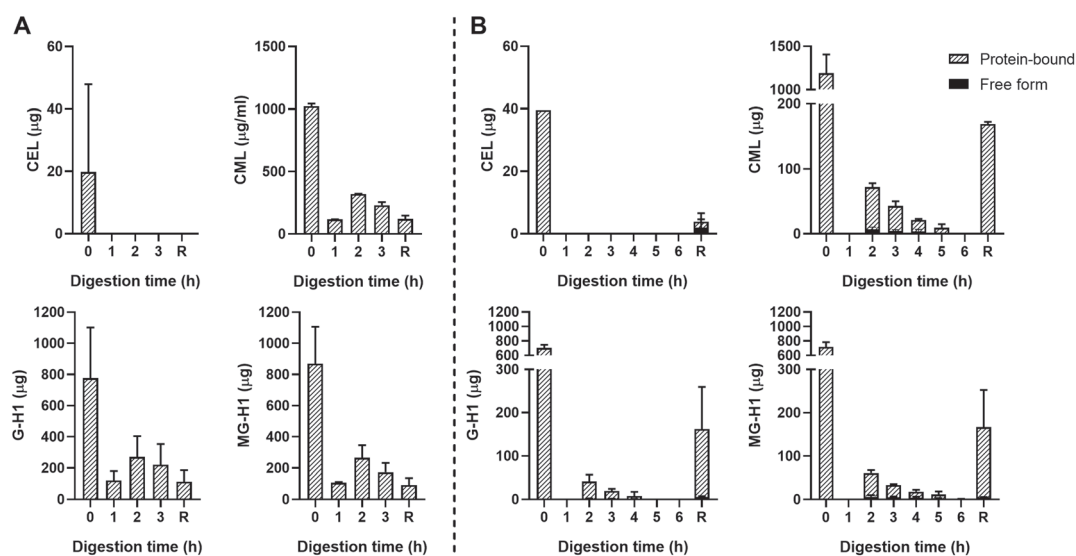 A
60
40
20
0
CEL (µg)
0 1 2 3 R
Digestion time (h)
1500
1000
500
0
CML (µg/ml)
0 1 2 3 R
Digestion time (h)
1200
1000
800
600
400
200
0
G-H1 (µg)
0 1 2 3 R
Digestion time (h)
1200
1000
800
600
400
200
0
MG-H1 (µg)
0 1 2 3 R
Digestion time (h)
B
60
40
20
0
CEL (µg)
0 1 2 3 4 5 6 R
Digestion time (h)
1500
1000
200
100
0
CML (µg)
0 1 2 3 4 5 6 R
Digestion time (h)
Protein-bound
Free form
1200
1000
800
600
300
200
100
0
G-H1 (µg)
0 1 2 3 4 5 6 R
Digestion time (h)
1200
1000
800
600
300
200
100
0
MG-H1 (µg)
0 1 2 3 4 5 6 R
Digestion time (h)